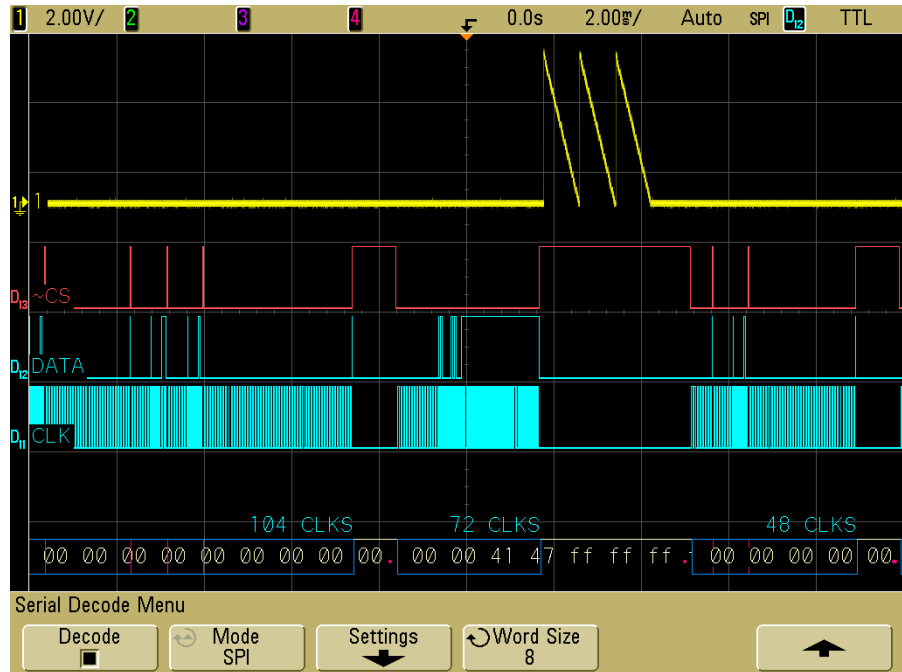 1 2.00V/ 2 3 4 0.0s 2.00ms/ Auto SPI D12 TTL
1 1
D13 ~CS
D12 DATA
D11 CLK
104 CLKS 72 CLKS 48 CLKS
00 00 00 00 00 00 00 00 00. 00 00 41 47 ff ff ff . 00 00 00 00 00.
Serial Decode Menu
Decode Mode Settings Word Size
SPI 8